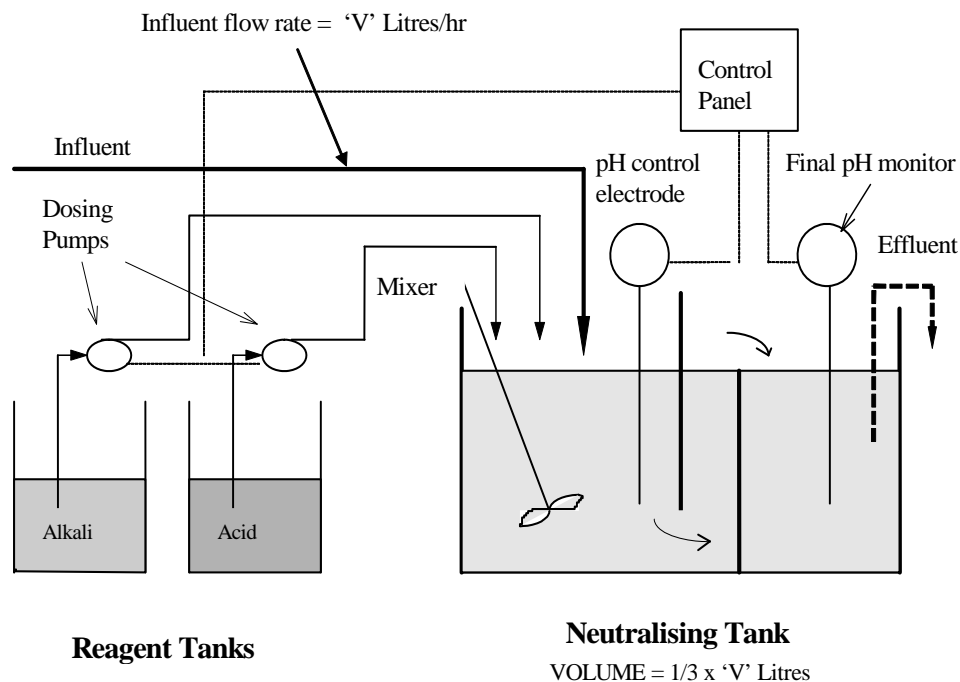 Influent flow rate = ‘V’ Litres/hr
Control
Panel
Influent
pH control
electrode
Final pH monitor
Dosing
Pumps
Effluent
Mixer
Alkali
Acid
Reagent Tanks
Neutralising Tank
VOLUME = 1/3 x ‘V’ Litres